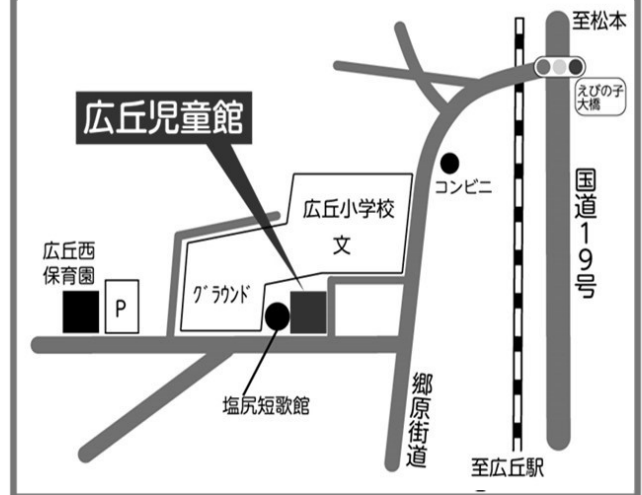 至松本
えびの子
大橋
広丘児童館
コンビニ
広丘小学校
文
国道19号
広丘西
保育園
P
グラウンド
塩尻短歌館
郷原街道
至広丘駅